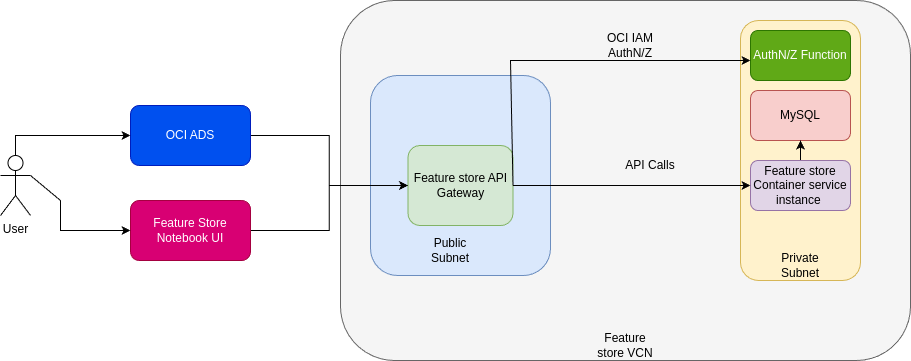 OCI IAM
AuthN/Z
AuthN/Z Function
MySQL
OCI ADS
Feature store API
Gateway
API Calls
Feature store
Container service
instance
User
Feature Store
Notebook UI
Public
Subnet
Private
Subnet
Feature
store VCN